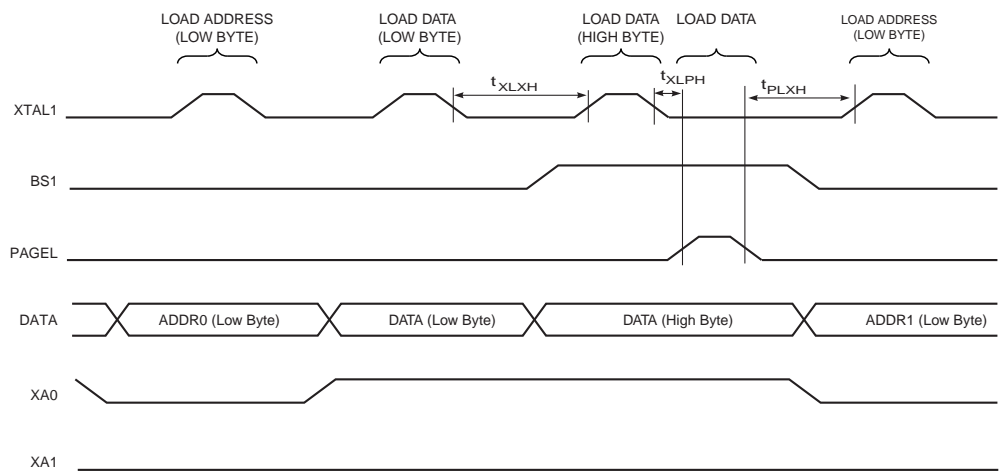 LOAD ADDRESS
(LOW BYTE)
LOAD DATA
(LOW BYTE)
LOAD DATA
(HIGH BYTE)
LOAD DATA
LOAD ADDRESS
(LOW BYTE)
XTAL1
tXLXH
tXLPH
tPLXH
BS1
PAGEL
DATA
ADDR0 (Low Byte)
DATA (Low Byte)
DATA (High Byte)
ADDR1 (Low Byte)
XA0
XA1